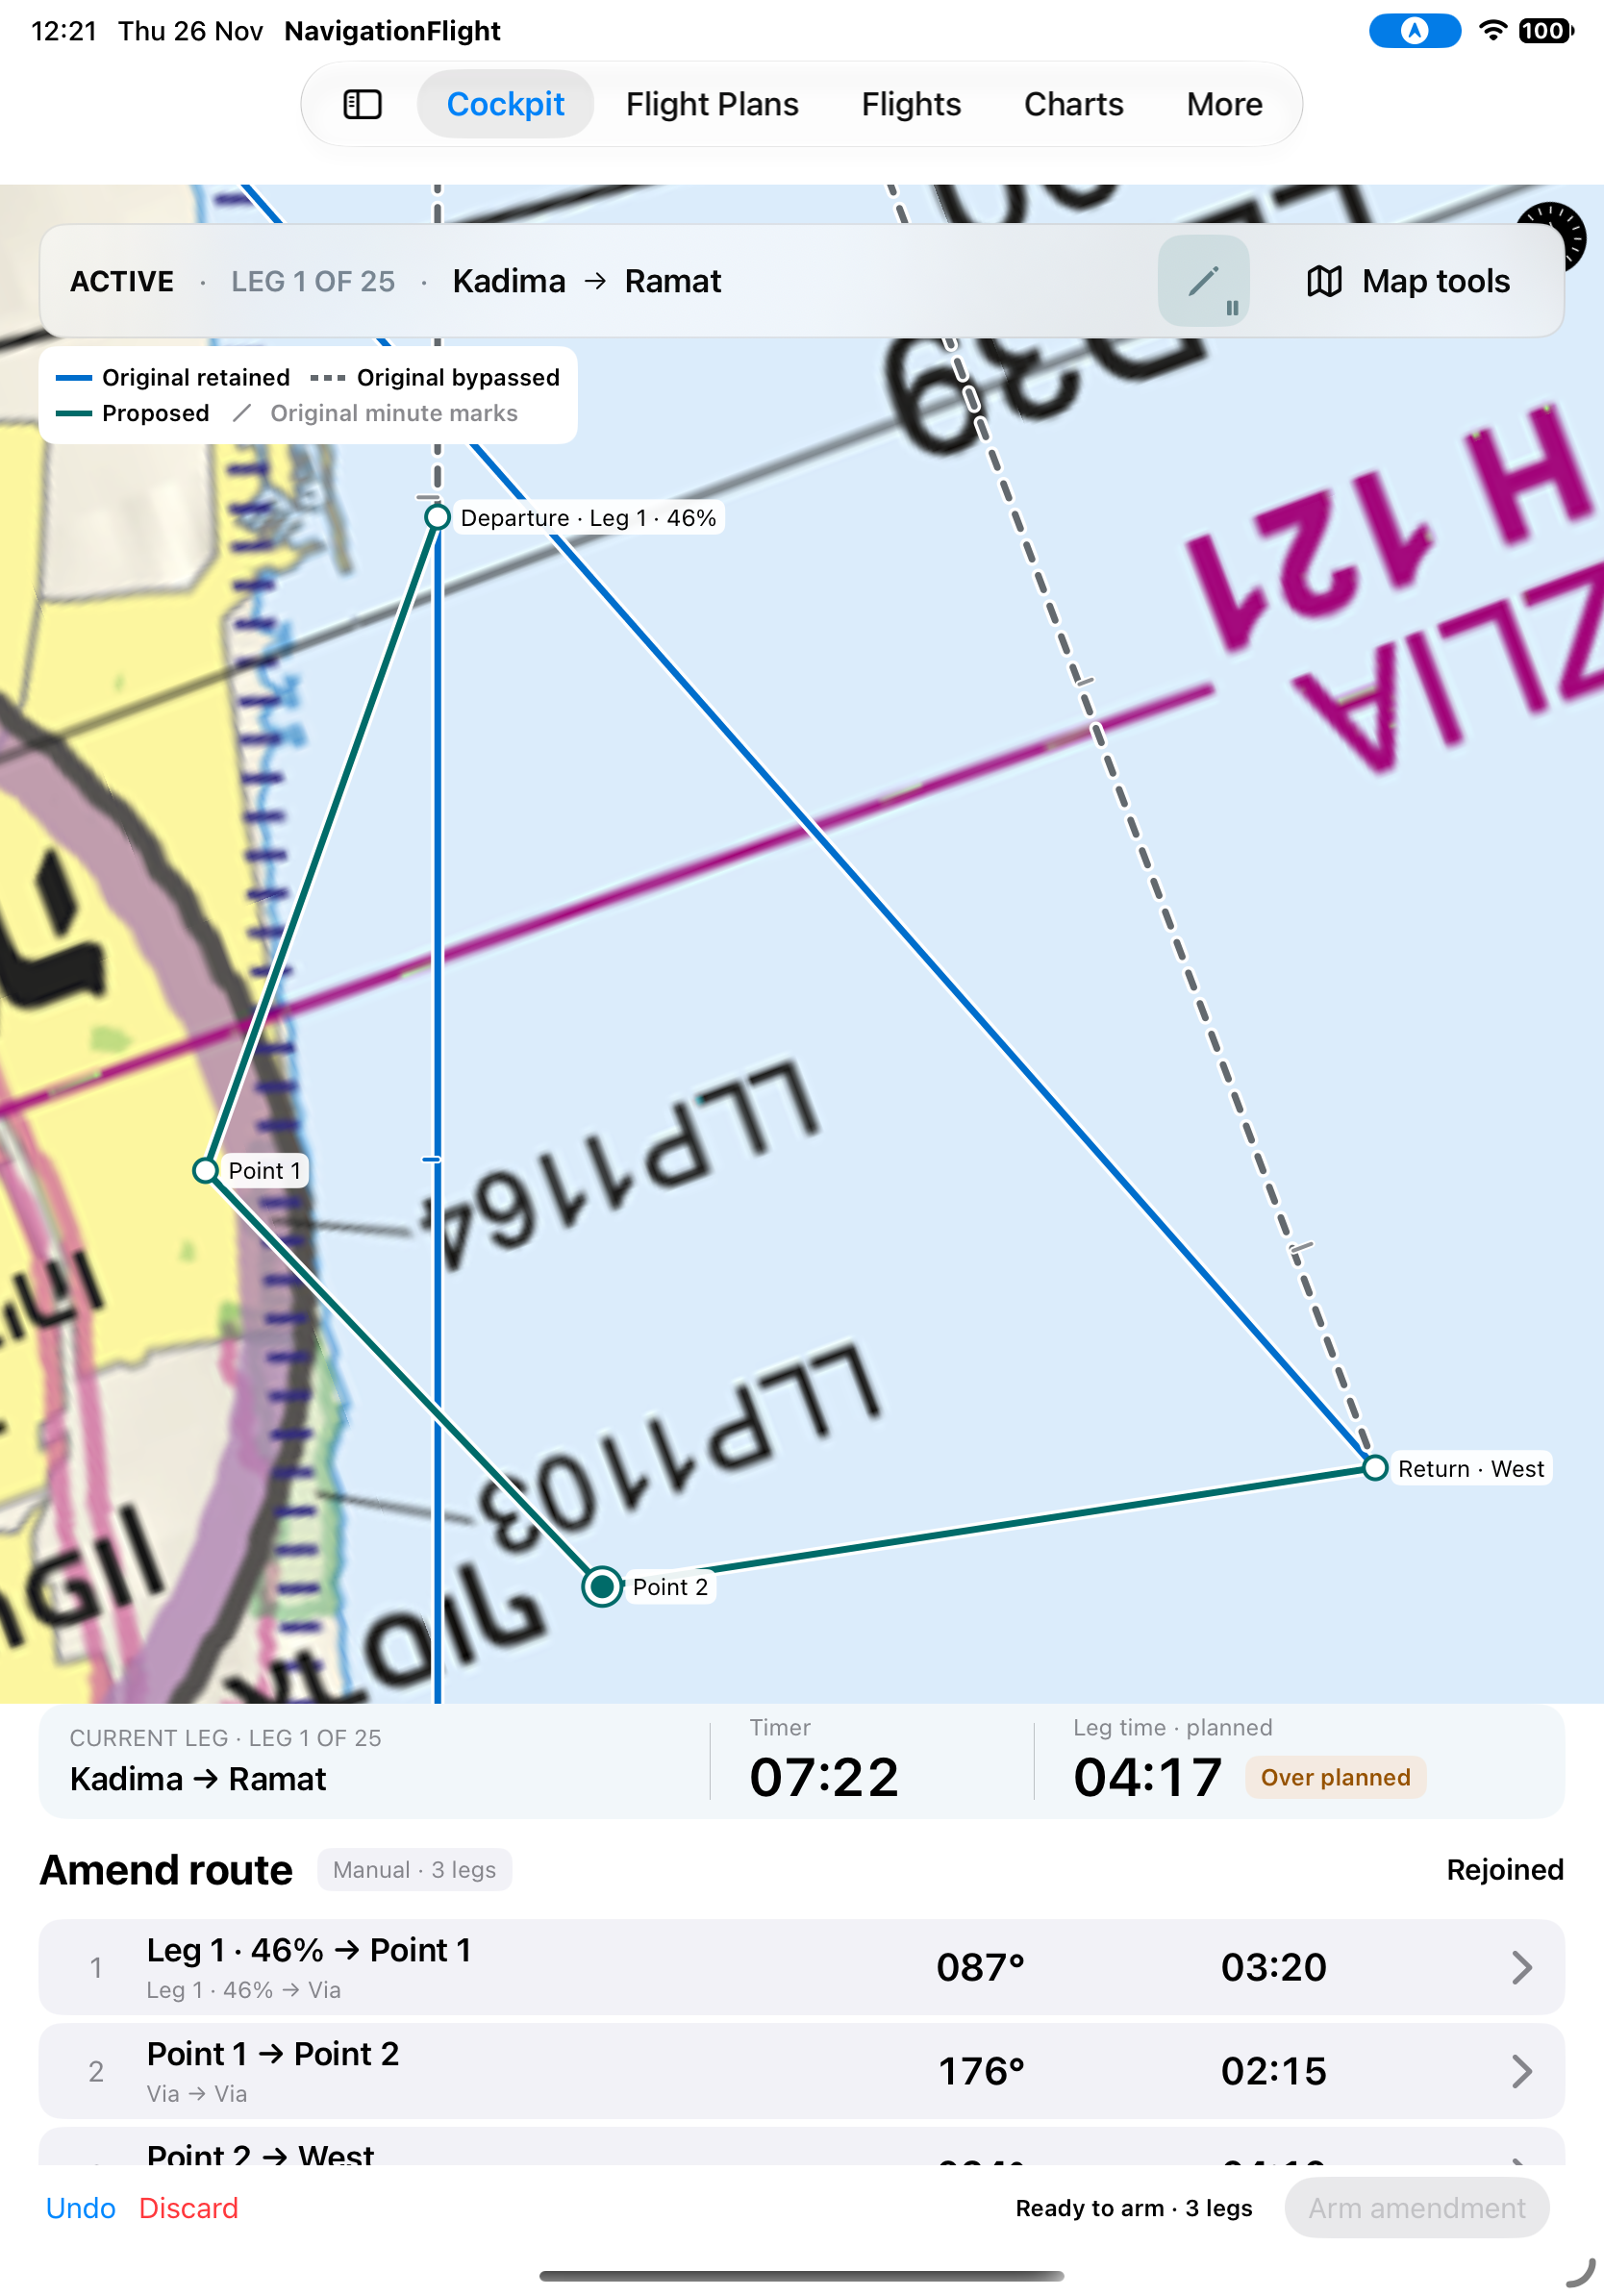 12:21 Thu 26 Nov NavigationFlight
100
Cockpit Flight Plans Flights Charts More
ACTIVE · LEG 1 OF 25 · Kadima → Ramat
Map tools
Original retained Original bypassed
Proposed Original minute marks
Departure · Leg 1 · 46%
H 121
ZLIA
Point 1
LLP1164
LLP1103
Return · West
Point 2
CURRENT LEG · LEG 1 OF 25
Kadima → Ramat
Timer
07:22
Leg time · planned
04:17 Over planned
Amend route Manual · 3 legs Rejoined
1 Leg 1 · 46% → Point 1 087° 03:20
Leg 1 · 46% → Via
2 Point 1 → Point 2 176° 02:15
Via → Via
Point 2 → West
Undo Discard Ready to arm · 3 legs Arm amendment